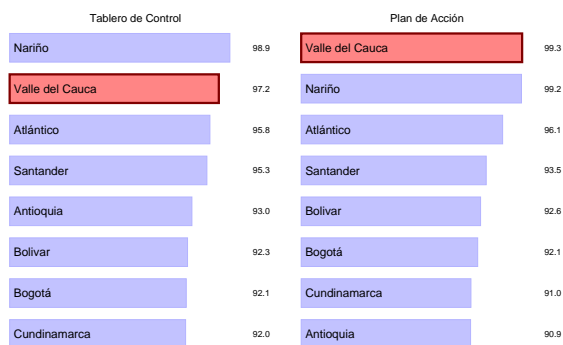 Tablero de Control
Nariño 98.9
Valle del Cauca 97.2
Atlántico 95.8
Santander 95.3
Antioquia 93.0
Bolivar 92.3
Bogotá 92.1
Cundinamarca 92.0
Plan de Acción
Valle del Cauca 99.3
Nariño 99.2
Atlántico 96.1
Santander 93.5
Bolivar 92.6
Bogotá 92.1
Cundinamarca 91.0
Antioquia 90.9